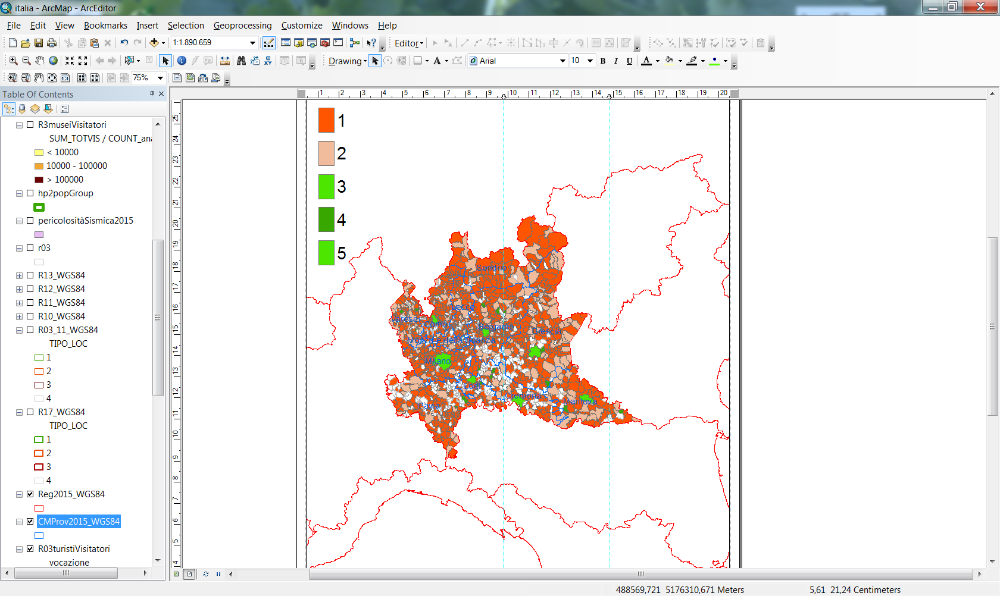 italia - ArcMap - ArcEditor
File Edit View Bookmarks Insert Selection Geoprocessing Customize Windows Help
1:1.890.659 Editor
Drawing A Arial 10 B I U A
75%
Table Of Contents
R3museiVisitatori
SUM_TOTVIS / COUNT_an
< 10000
10000 - 100000
> 100000
hp2popGroup
pericolositàSismica2015
r03
R13_WGS84
R12_WGS84
R11_WGS84
R10_WGS84
R03_11_WGS84
TIPO_LOC
1
2
3
4
R17_WGS84
TIPO_LOC
1
2
3
4
Reg2015_WGS84
CMProv2015_WGS84
R03turistiVisitatori
vocazione
1 2 3 4 5 6 7 8 9 10 11 12 13 14 15 16 17 18 19 20
25
24
23
22
21
20
19
18
17
16
15
14
13
12
11
10
9
8
7
6
5
4
1
2
3
4
5
Sondrio
Lecco
Varese
Como
Bergamo
Brescia
Monza e della Brianza
Milano
Lodi
Cremona
Pavia
Mantova
488569,721 5176310,671 Meters
5,61 21,24 Centimeters